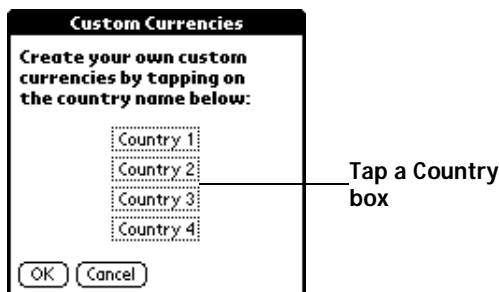 Custom Currencies
Create your own custom
currencies by tapping on
the country name below:
Country 1
Country 2
Country 3
Country 4
Tap a Country
box
OK Cancel